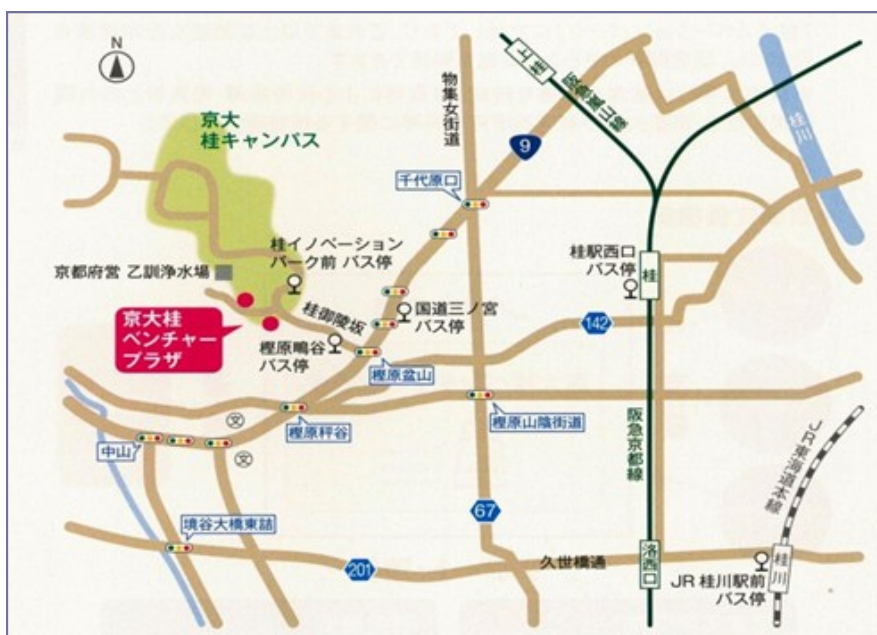 N
京大
桂キャンパス
物集女街道
上桂
阪急嵐山線
9
桂川
千代原口
桂イノベーション
パーク前 バス停
京都府営 乙訓浄水場
桂駅西口
バス停
桂
京大桂
ベンチャー
プラザ
桂御陵坂
国道三ノ宮
バス停
142
樫原鴫谷
バス停
樫原盆山
樫原秤谷
樫原山陰街道
阪急京都線
JR東海道本線
文
文
中山
67
境谷大橋東詰
201
久世橋通
洛西口
桂川
JR 桂川駅前
バス停